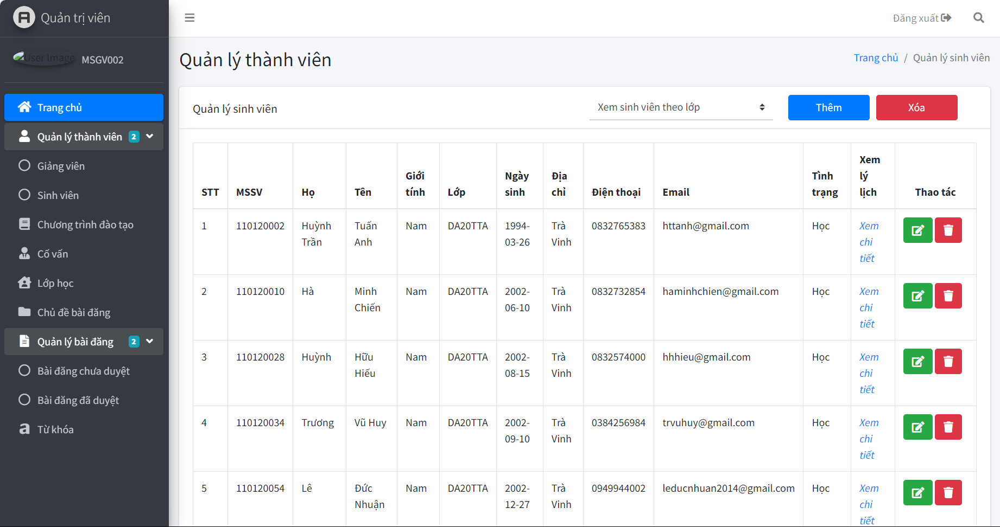 Quản trị viên
Đăng xuất
User Image
MSGV002
Quản lý thành viên
Trang chủ / Quản lý sinh viên
Trang chủ
Quản lý thành viên 2
Giảng viên
Sinh viên
Chương trình đào tạo
Cố vấn
Lớp học
Chủ đề bài đăng
Quản lý bài đăng 2
Bài đăng chưa duyệt
Bài đăng đã duyệt
Từ khóa
Quản lý sinh viên
Xem sinh viên theo lớp
Thêm
Xóa
STT MSSV Họ Tên Giới tính Lớp Ngày sinh Địa chỉ Điện thoại Email Tình trạng Xem lý lịch Thao tác
1 110120002 Huỳnh Trần Tuấn Anh Nam DA20TTA 1994-03-26 Trà Vinh 0832765383 httanh@gmail.com Học Xem chi tiết
2 110120010 Hà Minh Chiến Nam DA20TTA 2002-06-10 Trà Vinh 0832732854 haminhchien@gmail.com Học Xem chi tiết
3 110120028 Huỳnh Hữu Hiếu Nam DA20TTA 2002-08-15 Trà Vinh 0832574000 hhhieu@gmail.com Học Xem chi tiết
4 110120034 Trương Vũ Huy Nam DA20TTA 2002-09-10 Trà Vinh 0384256984 trvuhuy@gmail.com Học Xem chi tiết
5 110120054 Lê Đức Nhuận Nam DA20TTA 2002-12-27 Trà Vinh 0949944002 leducnhuan2014@gmail.com Học Xem chi tiết